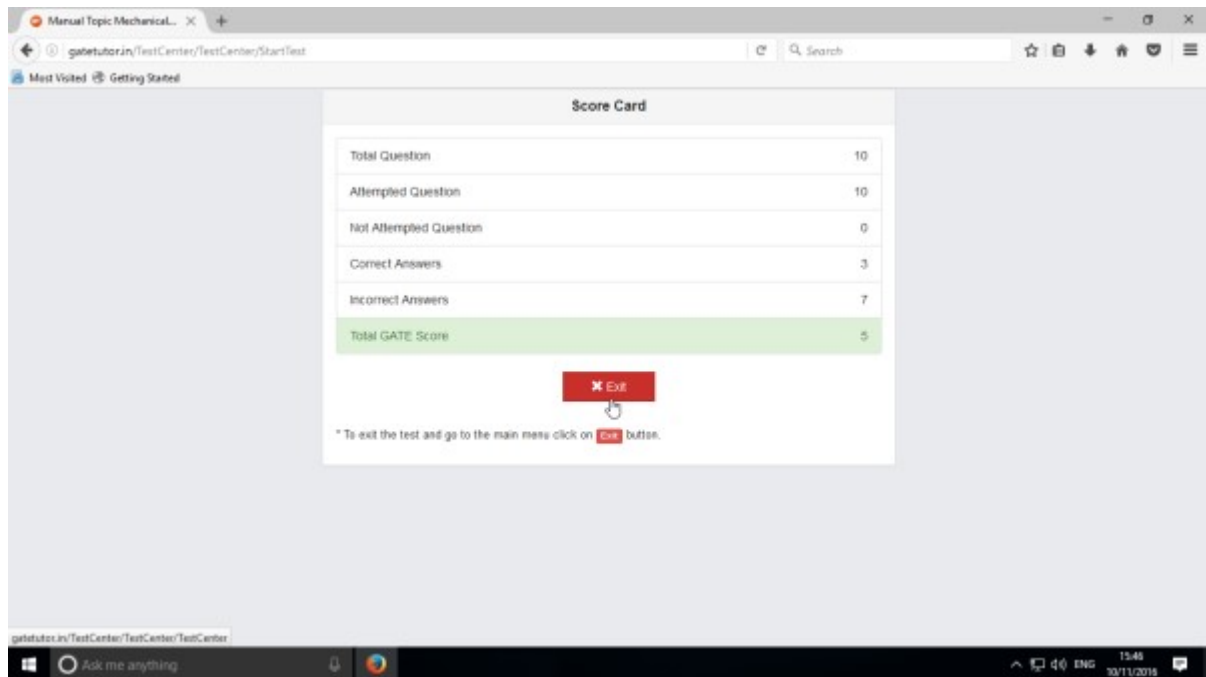 Manual Topic Mechanical...
gatetutor.in/TestCenter/TestCenter/StartTest
Search
Most Visited Getting Started
Score Card
Total Question 10
Attempted Question 10
Not Attempted Question 0
Correct Answers 3
Incorrect Answers 7
Total GATE Score 5
Exit
* To exit the test and go to the main menu click on Exit button.
gatetutor.in/TestCenter/TestCenter/TestCenter
Ask me anything
ENG
15:46
10/11/2016